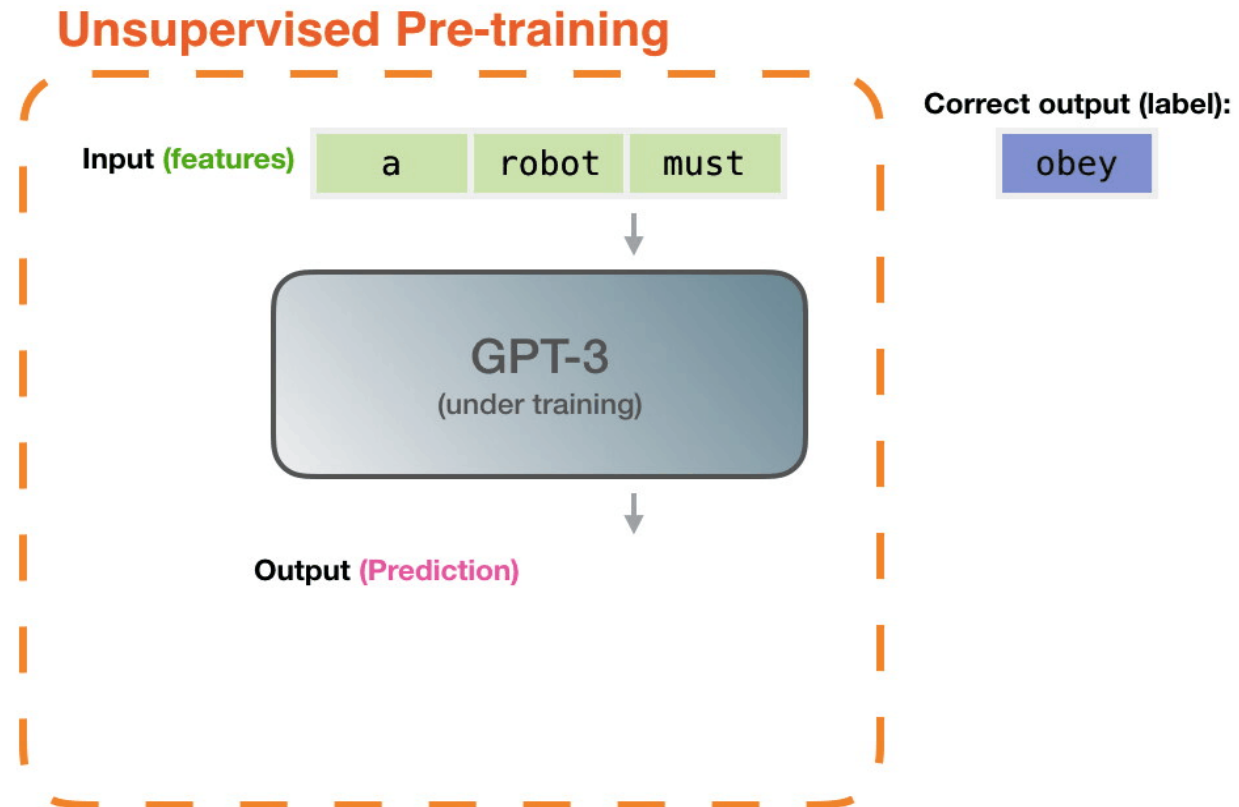 Unsupervised Pre-training
Correct output (label):
obey
Input (features) a robot must
GPT-3
(under training)
Output (Prediction)